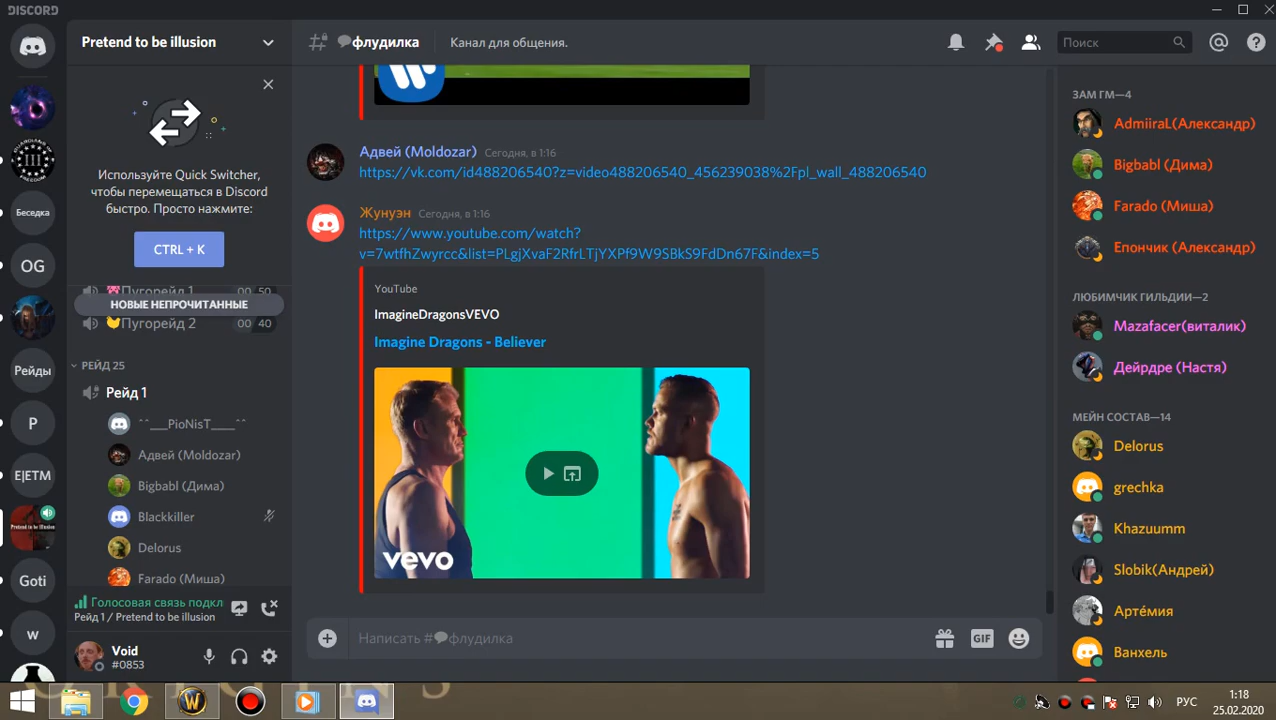 DISCORD
Pretend to be illusion
флудилка
Канал для общения.
Поиск
Используйте Quick Switcher,
чтобы перемещаться в Discord
быстро. Просто нажмите:
CTRL + K
Пугорейд 1
00
50
НОВЫЕ НЕПРОЧИТАННЫЕ
Пугорейд 2
00
40
РЕЙД 25
Рейд 1
^^___PioNisT____^^
Адвей (Moldozar)
Bigbabl (Дима)
Blackkiller
Delorus
Farado (Миша)
Голосовая связь подкл
Рейд 1 / Pretend to be illusion
Void
#0853
III
Беседка
OG
Рейды
P
E|ETM
Pretend to be illusion
Goti
w
Адвей (Moldozar) Сегодня, в 1:16
https://vk.com/id488206540?z=video488206540_456239038%2Fpl_wall_488206540
Жунуэн Сегодня, в 1:16
https://www.youtube.com/watch?
v=7wtfhZwyrcc&list=PLgjXvaF2RfrLTjYXPf9W9SBkS9FdDn67F&index=5
YouTube
ImagineDragonsVEVO
Imagine Dragons - Believer
vevo
Написать #флудилка
GIF
ЗАМ ГМ—4
AdmiiraL(Александр)
Bigbabl (Дима)
Farado (Миша)
Епончик (Александр)
ЛЮБИМЧИК ГИЛЬДИИ—2
Mazafacer(виталик)
Дейрдре (Настя)
МЕЙН СОСТАВ—14
Delorus
grechka
Khazuumm
Slobik(Андрей)
Артéмия
Ванхель
РУС
1:18
25.02.2020